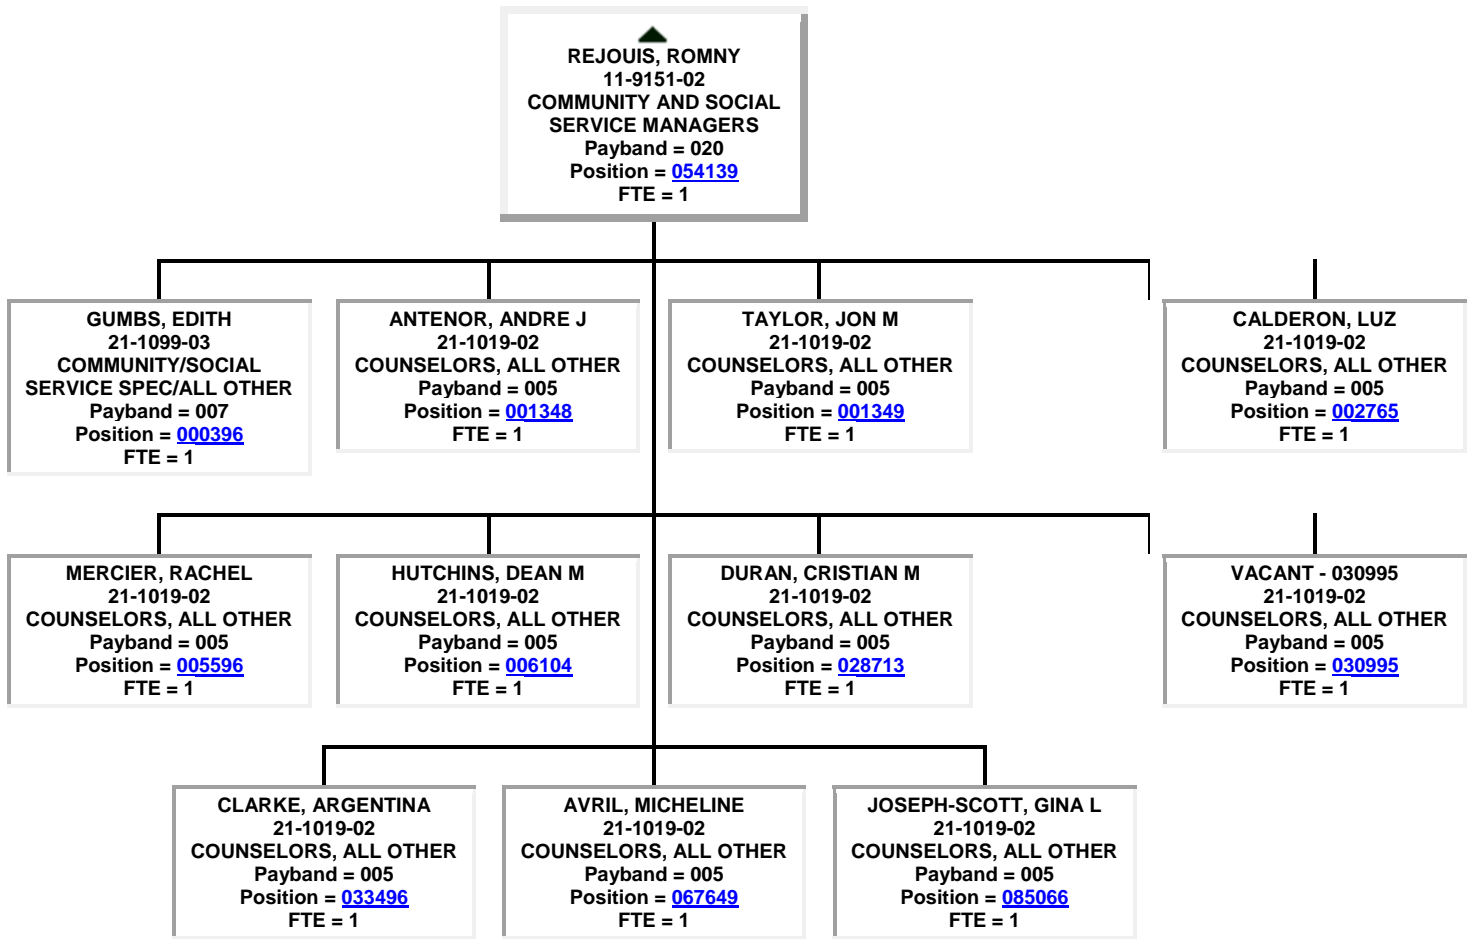 REJOUIS, ROMNY
11-9151-02
COMMUNITY AND SOCIAL
SERVICE MANAGERS
Payband = 020
Position = 054139
FTE = 1
GUMBS, EDITH
21-1099-03
COMMUNITY/SOCIAL
SERVICE SPEC/ALL OTHER
Payband = 007
Position = 000396
FTE = 1
ANTENOR, ANDRE J
21-1019-02
COUNSELORS, ALL OTHER
Payband = 005
Position = 001348
FTE = 1
TAYLOR, JON M
21-1019-02
COUNSELORS, ALL OTHER
Payband = 005
Position = 001349
FTE = 1
CALDERON, LUZ
21-1019-02
COUNSELORS, ALL OTHER
Payband = 005
Position = 002765
FTE = 1
MERCIER, RACHEL
21-1019-02
COUNSELORS, ALL OTHER
Payband = 005
Position = 005596
FTE = 1
HUTCHINS, DEAN M
21-1019-02
COUNSELORS, ALL OTHER
Payband = 005
Position = 006104
FTE = 1
DURAN, CRISTIAN M
21-1019-02
COUNSELORS, ALL OTHER
Payband = 005
Position = 028713
FTE = 1
VACANT - 030995
21-1019-02
COUNSELORS, ALL OTHER
Payband = 005
Position = 030995
FTE = 1
CLARKE, ARGENTINA
21-1019-02
COUNSELORS, ALL OTHER
Payband = 005
Position = 033496
FTE = 1
AVRIL, MICHELINE
21-1019-02
COUNSELORS, ALL OTHER
Payband = 005
Position = 067649
FTE = 1
JOSEPH-SCOTT, GINA L
21-1019-02
COUNSELORS, ALL OTHER
Payband = 005
Position = 085066
FTE = 1